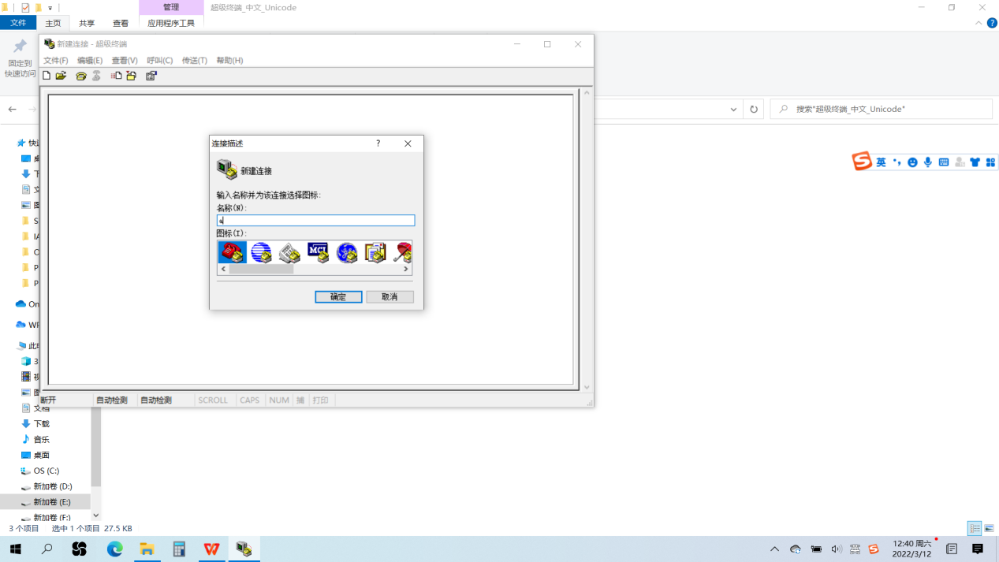 管理
超级终端_中文_Unicode
文件
主页
共享
查看
应用程序工具
固定到
快速访问
新建连接 - 超级终端
文件(F) 编辑(E) 查看(V) 呼叫(C) 传送(T) 帮助(H)
搜索"超级终端_中文_Unicode"
英
连接描述
?
新建连接
输入名称并为该连接选择图标:
名称(N):
a
图标(I):
MCI
确定
取消
断开
自动检测
自动检测
SCROLL
CAPS
NUM
捕
打印
S
IA
C
P
P
On
WP
3
文档
下载
音乐
桌面
OS (C:)
新加卷 (D:)
新加卷 (E:)
新加卷 (F:)
3 个项目 选中 1 个项目 27.5 KB
英
12:40 周六
2022/3/12